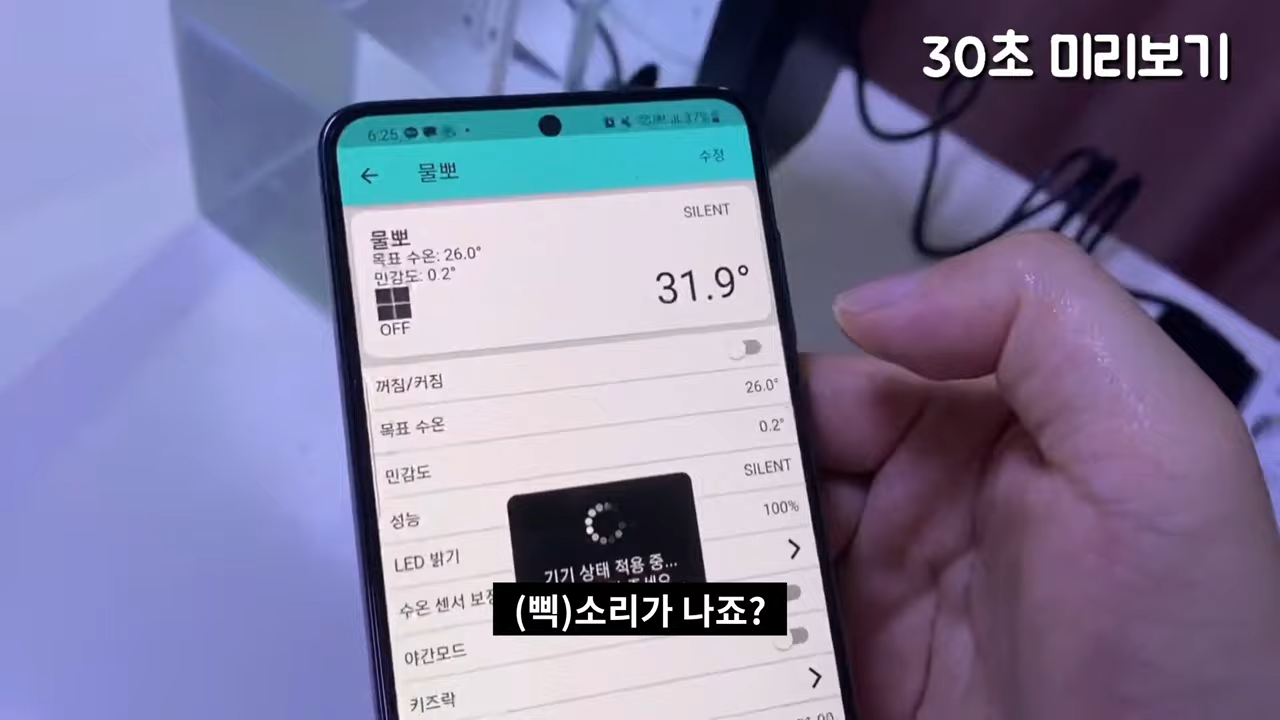 30초 미리보기
6:25
37%
물뽀
수정
SILENT
물뽀
목표 수온: 26.0°
민감도: 0.2°
31.9°
OFF
꺼짐/커짐
목표 수온
26.0°
민감도
0.2°
성능
SILENT
LED 밝기
100%
수온 센서 보정
기기 상태 적용 중...
(삑)소리가 나죠?
야간모드
키즈락